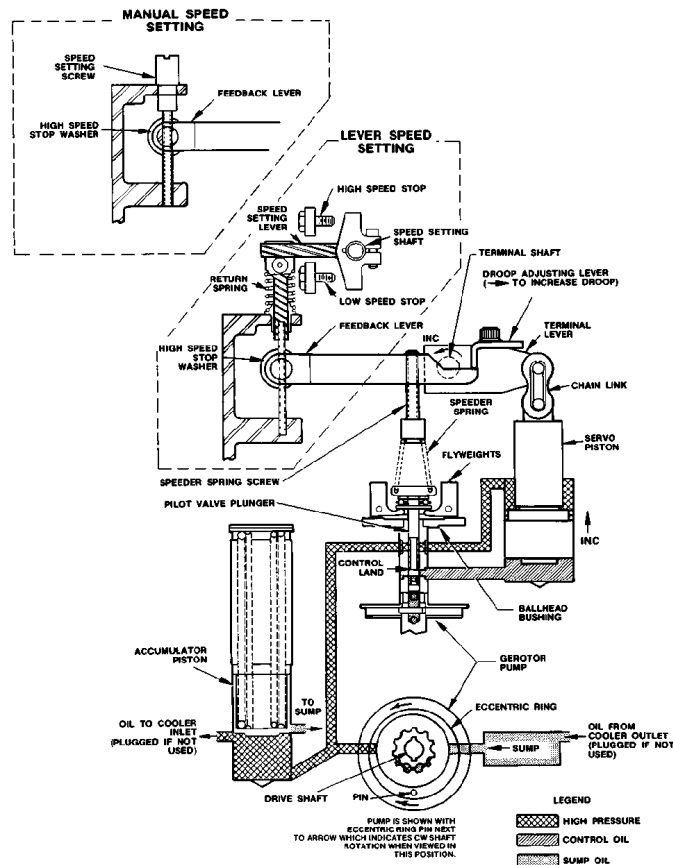 MANUAL SPEED
SETTING
SPEED
SETTING
SCREW
FEEDBACK LEVER
HIGH SPEED
STOP WASHER
LEVER SPEED
SETTING
HIGH SPEED STOP
SPEED
SETTING
LEVER
SPEED SETTING
SHAFT
TERMINAL SHAFT
RETURN
SPRING
LOW SPEED STOP
DROOP ADJUSTING LEVER
(→ TO INCREASE DROOP)
FEEDBACK LEVER
INC
TERMINAL
LEVER
HIGH SPEED
STOP
WASHER
CHAIN LINK
SPEEDER
SPRING
SERVO
PISTON
FLYWEIGHTS
SPEEDER SPRING SCREW
PILOT VALVE PLUNGER
INC
CONTROL
LAND
BALLHEAD
BUSHING
ACCUMULATOR
PISTON
GEROTOR
PUMP
TO
SUMP
ECCENTRIC RING
OIL TO COOLER
INLET
(PLUGGED IF NOT
USED)
OIL FROM
COOLER OUTLET
(PLUGGED IF NOT
USED)
SUMP
DRIVE SHAFT
PIN
PUMP IS SHOWN WITH
ECCENTRIC RING PIN NEXT
TO ARROW WHICH INDICATES CW SHAFT
ROTATION WHEN VIEWED IN
THIS POSITION.
LEGEND
HIGH PRESSURE
CONTROL OIL
SUMP OIL